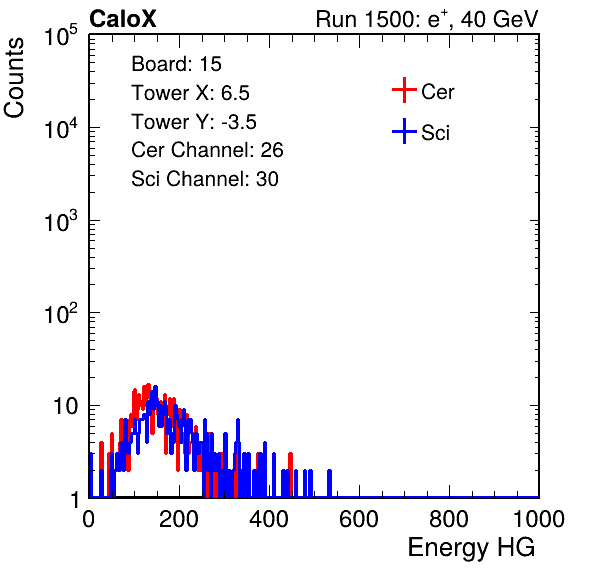 CaloX Run 1500: e⁺, 40 GeV
Counts
Board: 15
Tower X: 6.5
Tower Y: -3.5
Cer Channel: 26
Sci Channel: 30
Cer
Sci
10⁵
10⁴
10³
10²
10
1
0 200 400 600 800 1000
Energy HG